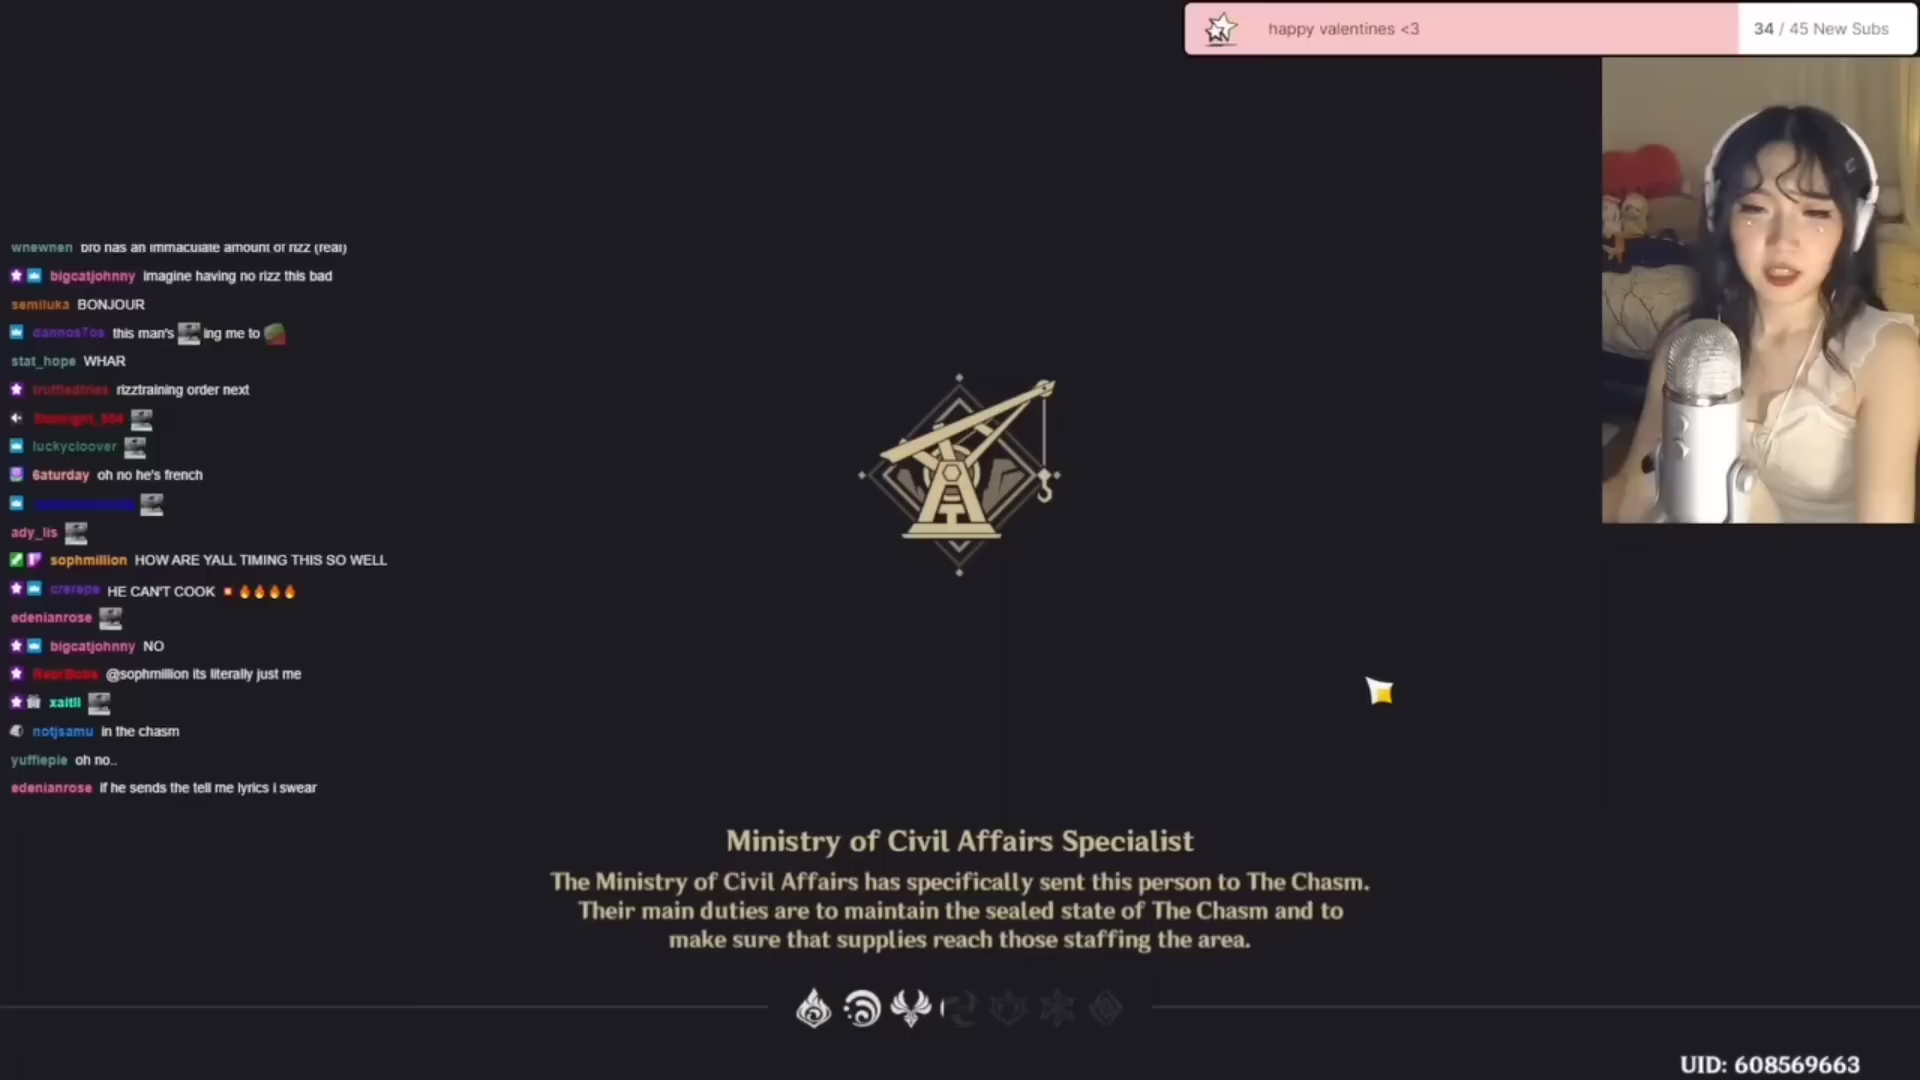 happy valentines <3
34 / 45 New Subs
wnewnen bro has an immaculate amount of rizz (real)
bigcatjohnny imagine having no rizz this bad
semiluka BONJOUR
dannos7os this man's ing me to
stat_hope WHAR
truffledfries rizztraining order next
luckycloover
6aturday oh no he's french
ady_lis
sophmillion HOW ARE YALL TIMING THIS SO WELL
crerepe HE CAN'T COOK
edenianrose
bigcatjohnny NO
@sophmillion its literally just me
xaitll
notjsamu in the chasm
yuffiepie oh no..
edenianrose if he sends the tell me lyrics i swear
Ministry of Civil Affairs Specialist
The Ministry of Civil Affairs has specifically sent this person to The Chasm.
Their main duties are to maintain the sealed state of The Chasm and to
make sure that supplies reach those staffing the area.
UID: 608569663